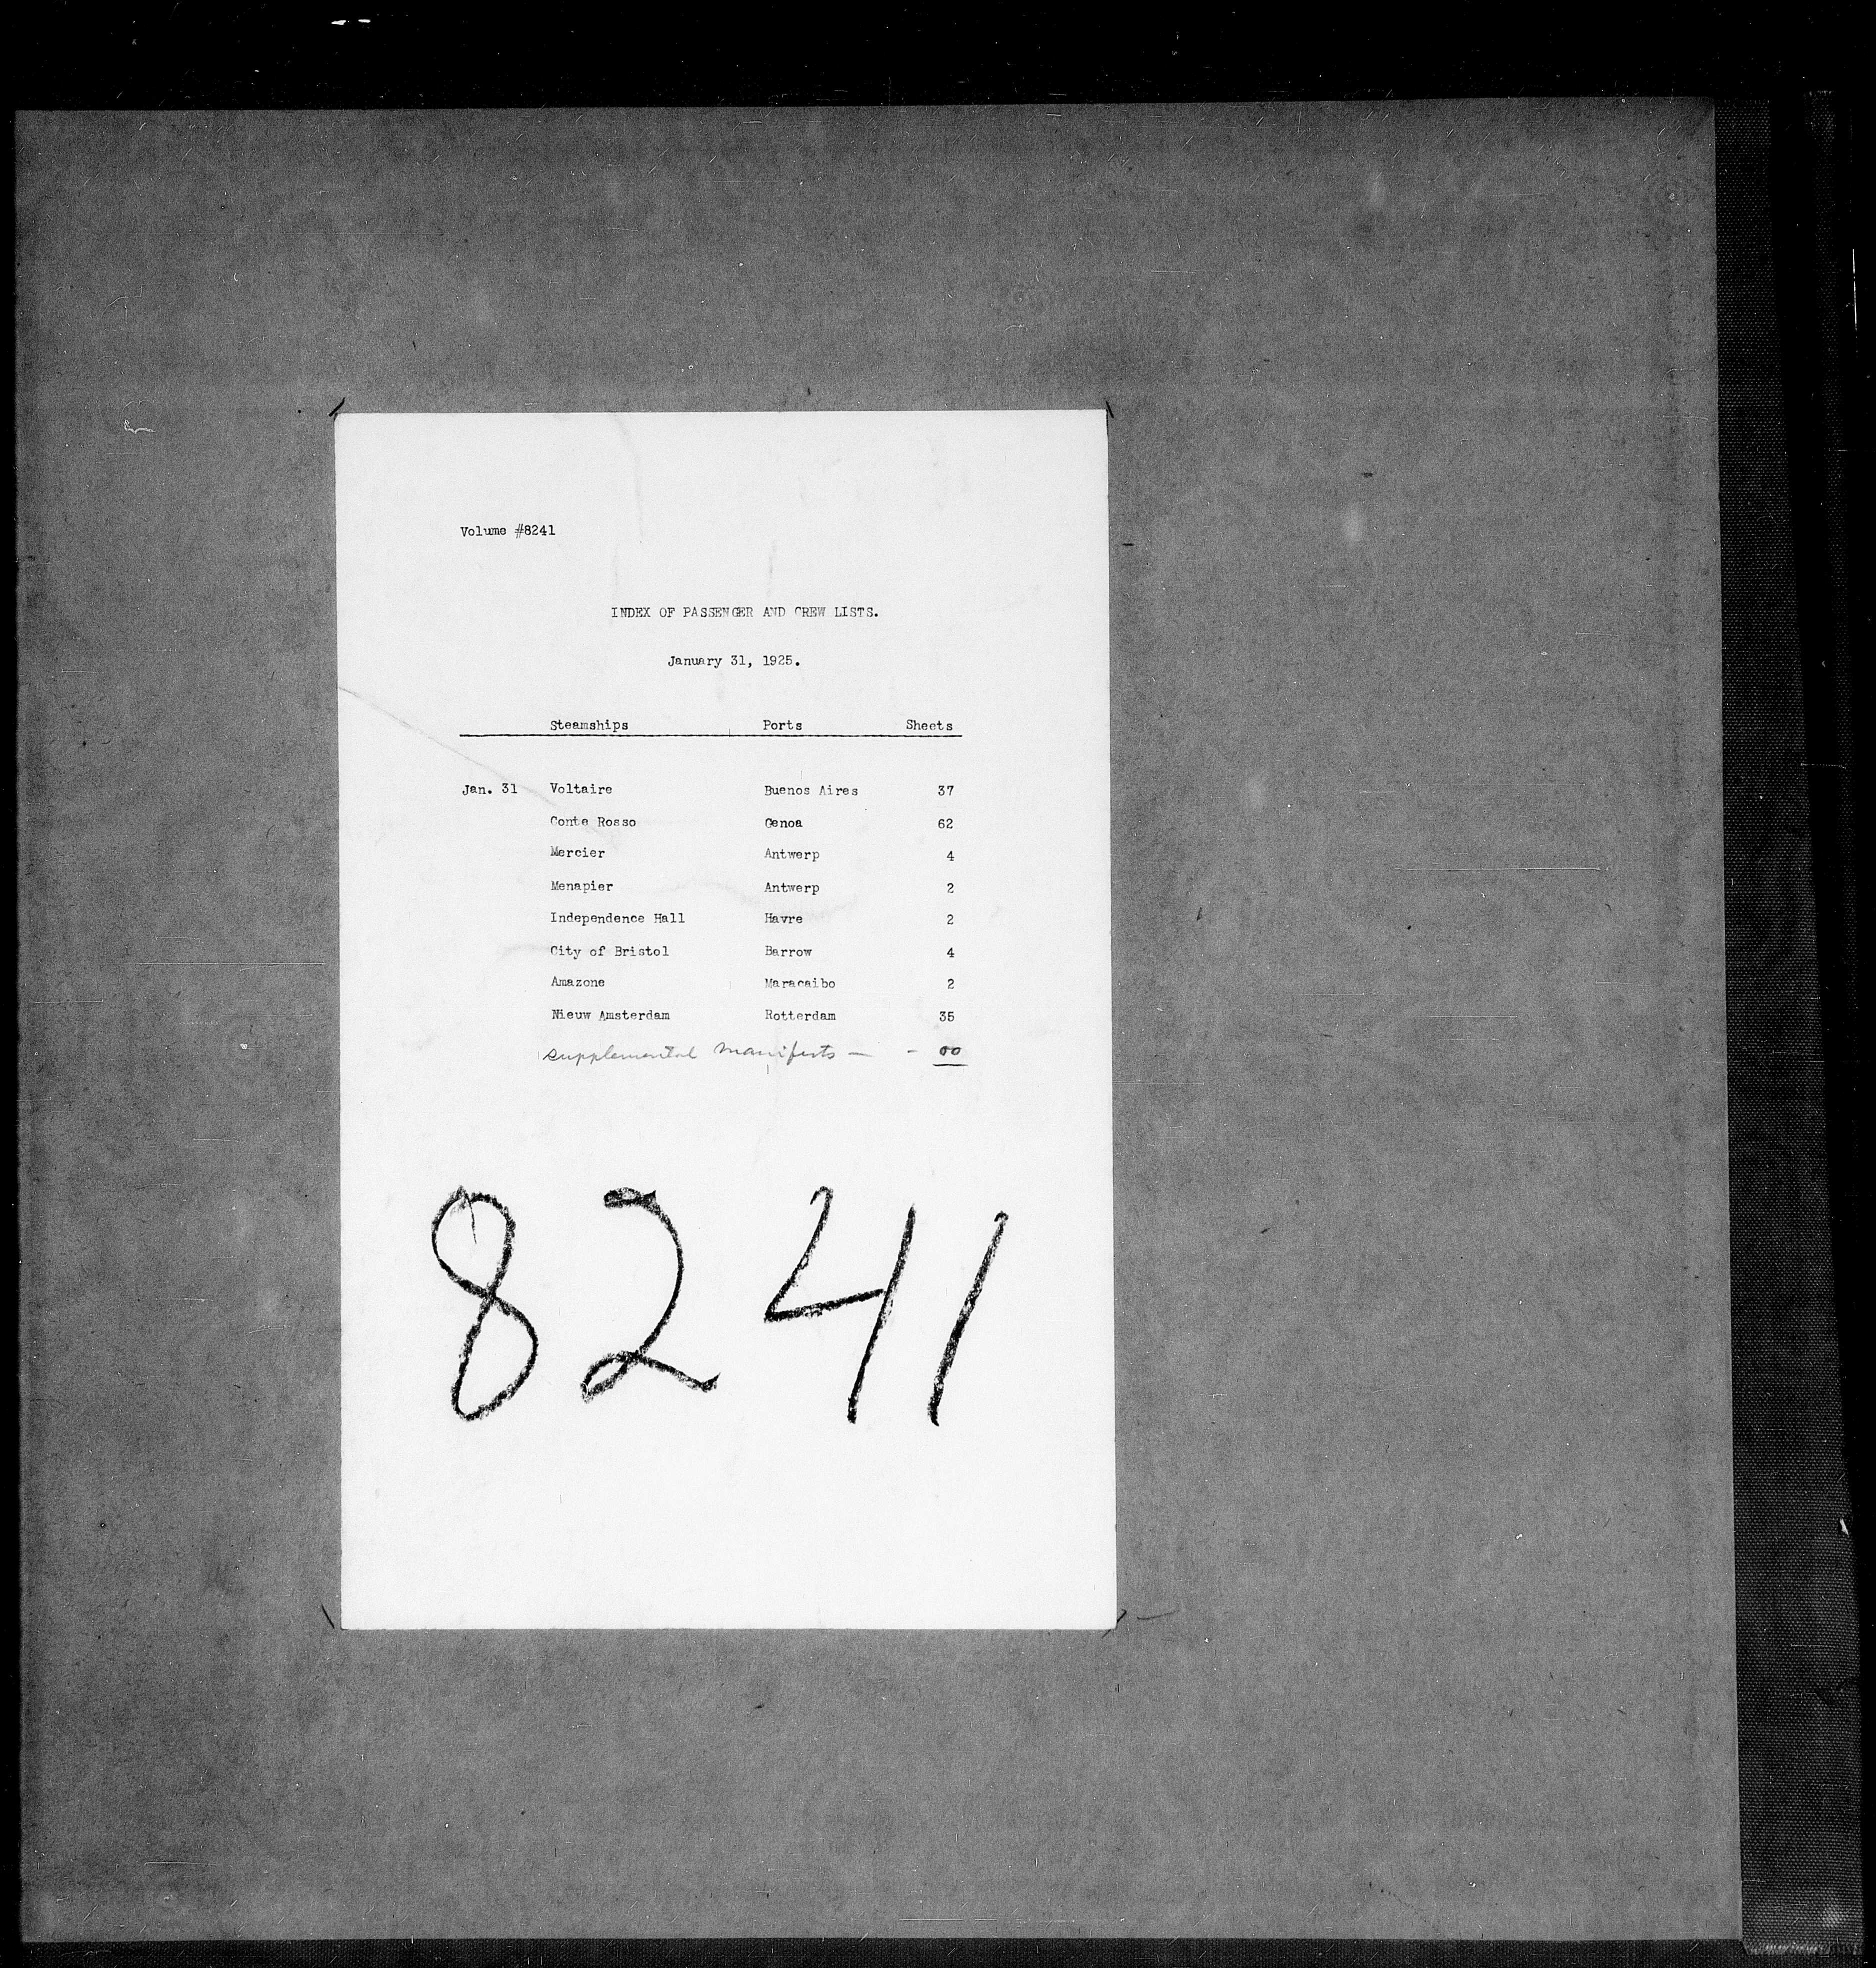 Volume #8241
INDEX OF PASSENGER AND CREW LISTS.
January 31, 1925.
Steamships Ports Sheets
Jan. 31 Voltaire Buenos Aires 37
Conte Rosso Genoa 62
Mercier Antwerp 4
Menapier Antwerp 2
Independence Hall Havre 2
City of Bristol Barrow 4
Amazone Maracaibo 2
Nieuw Amsterdam Rotterdam 35
supplemental manifests — - 00
8241